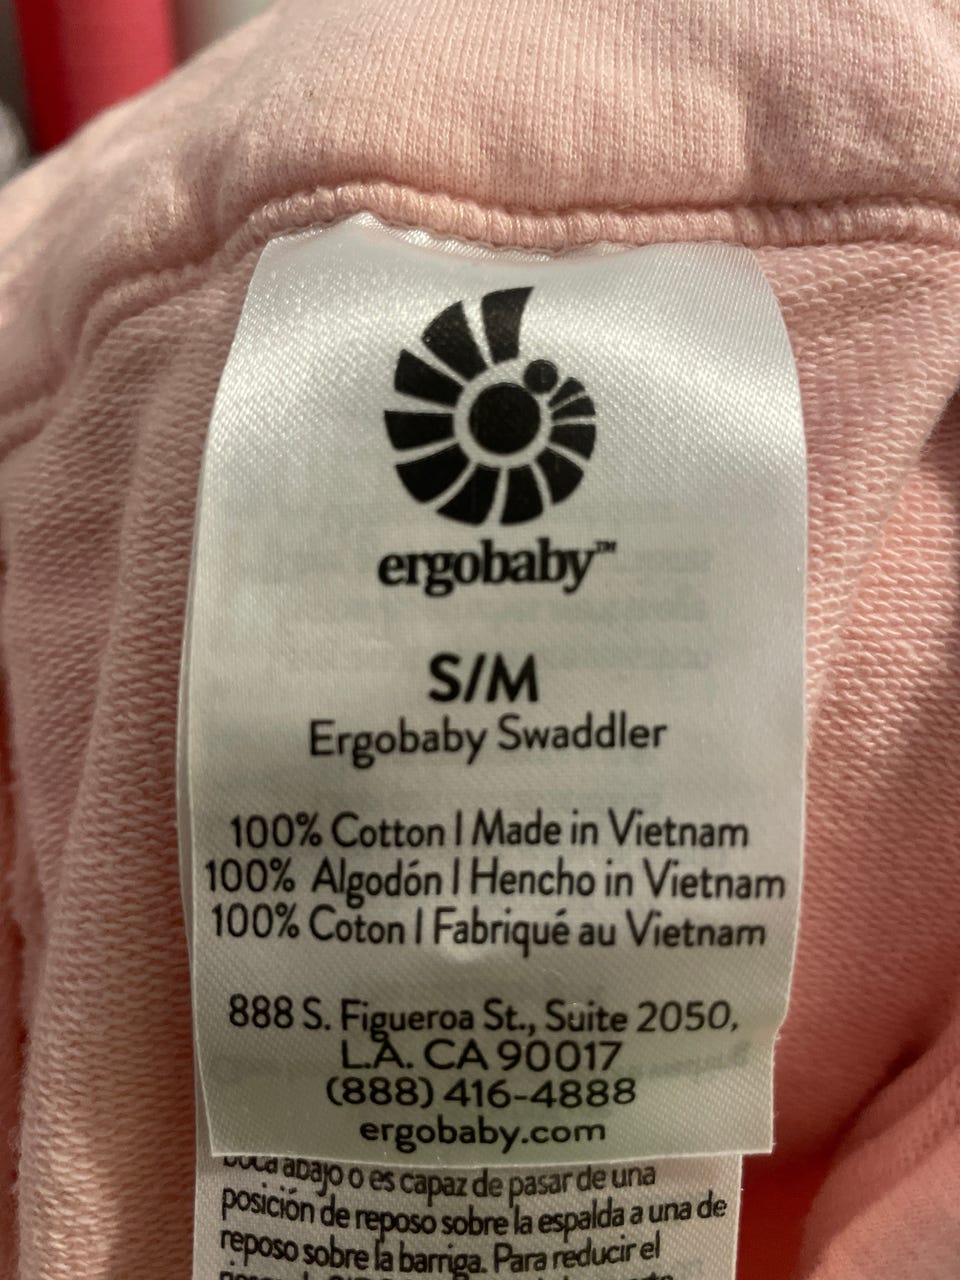 ergobaby™
S/M
Ergobaby Swaddler
100% Cotton | Made in Vietnam
100% Algodón | Hencho in Vietnam
100% Coton | Fabriqué au Vietnam
888 S. Figueroa St., Suite 2050,
L.A. CA 90017
(888) 416-4888
ergobaby.com
boca abajo o es capaz de pasar de una
posición de reposo sobre la espalda a una de
reposo sobre la barriga. Para reducir el